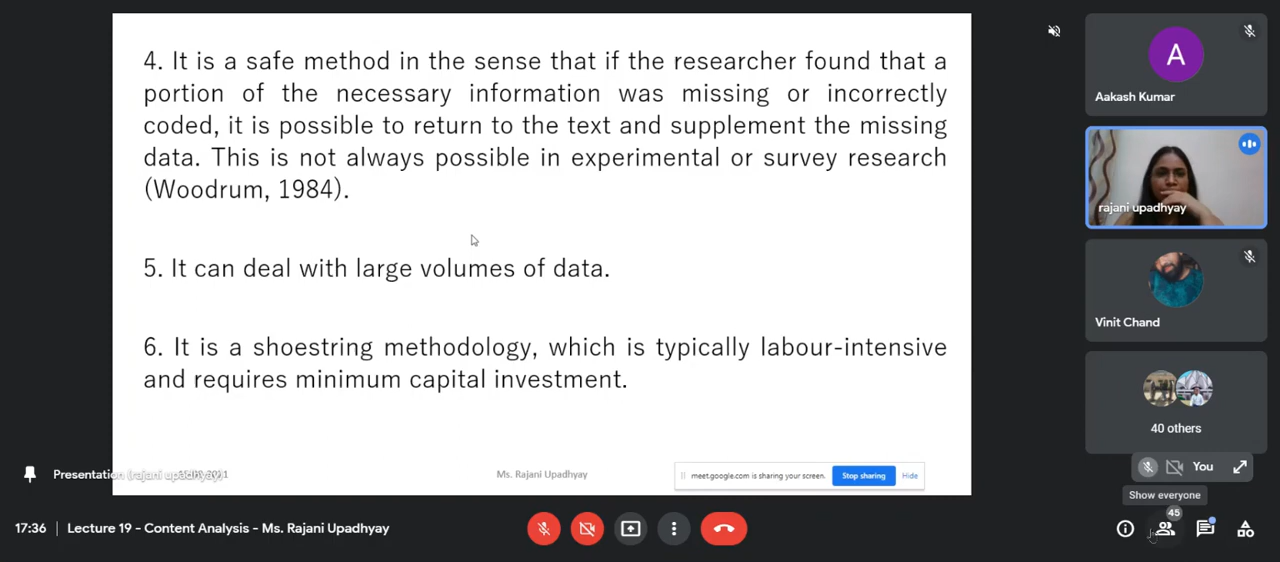 4. It is a safe method in the sense that if the researcher found that a
portion of the necessary information was missing or incorrectly
coded, it is possible to return to the text and supplement the missing
data. This is not always possible in experimental or survey research
(Woodrum, 1984).
5. It can deal with large volumes of data.
6. It is a shoestring methodology, which is typically labour-intensive
and requires minimum capital investment.
Ms. Rajani Upadhyay
meet.google.com is sharing your screen.
Stop sharing
Hide
Presentation (rajani upadhyay)
A
Aakash Kumar
rajani upadhyay
Vinit Chand
40 others
You
Show everyone
45
17:36
Lecture 19 - Content Analysis - Ms. Rajani Upadhyay